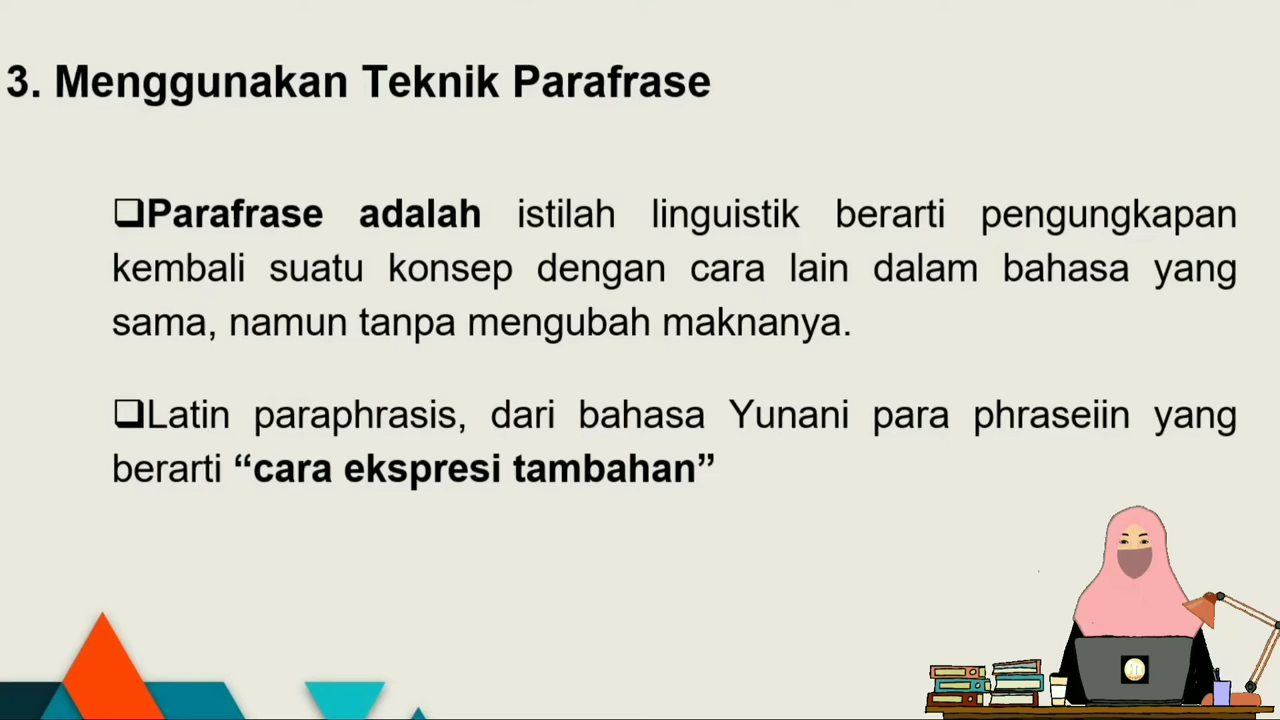 3. Menggunakan Teknik Parafrase
❑Parafrase adalah istilah linguistik berarti pengungkapan
kembali suatu konsep dengan cara lain dalam bahasa yang
sama, namun tanpa mengubah maknanya.
❑Latin paraphrasis, dari bahasa Yunani para phraseiin yang
berarti “cara ekspresi tambahan”